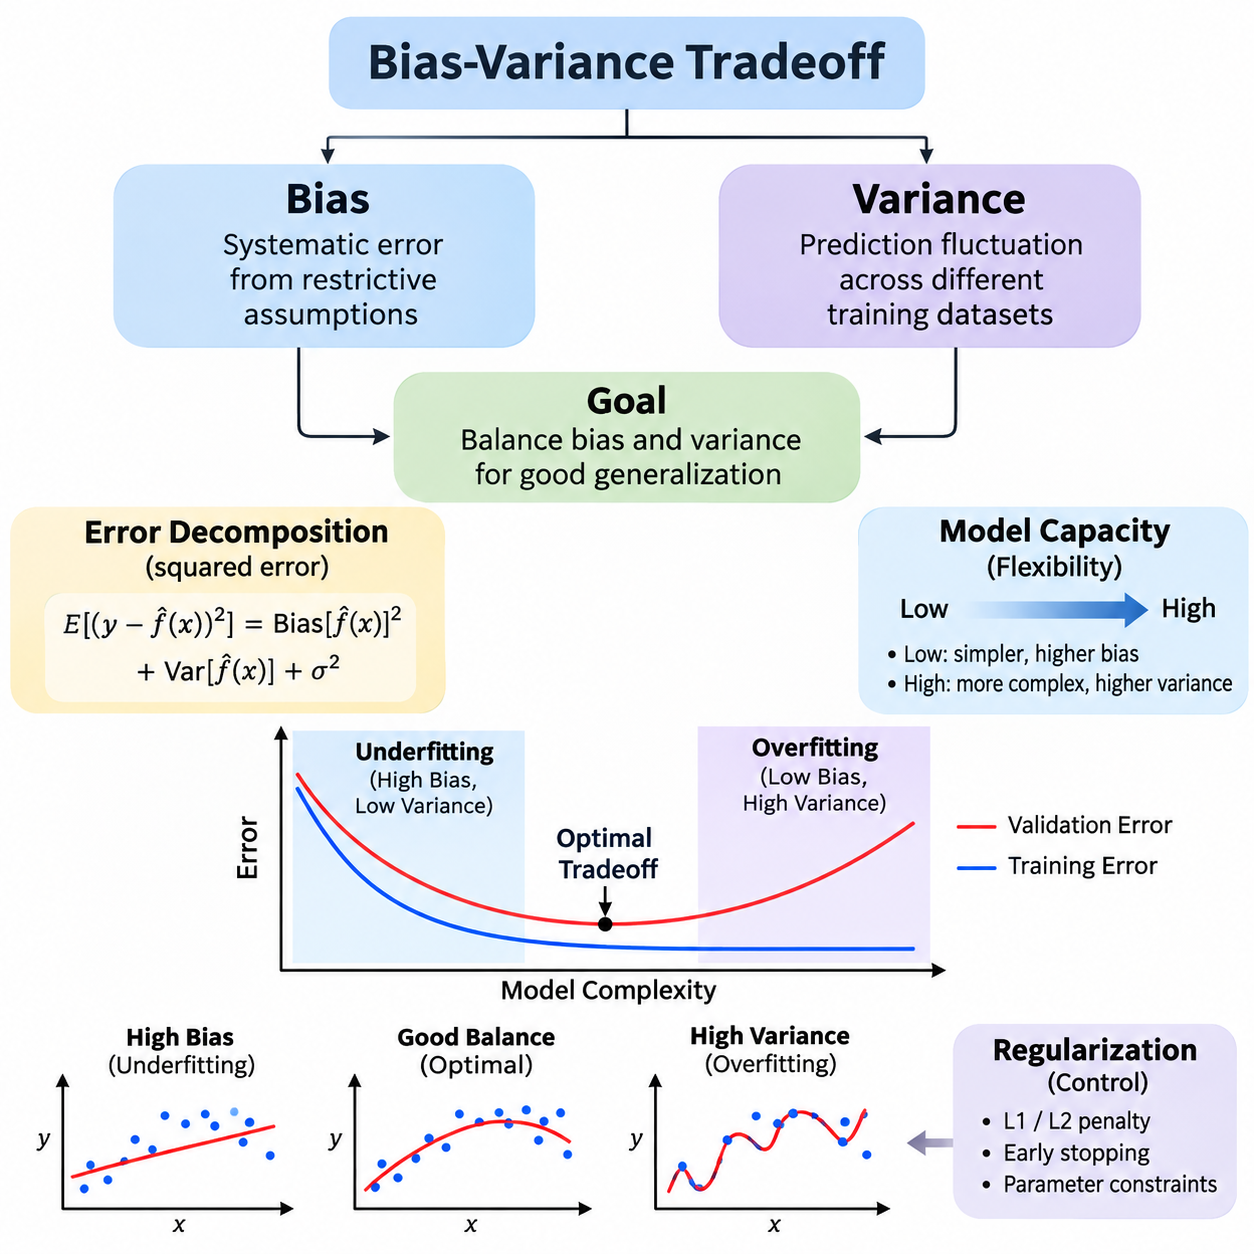 Bias-Variance Tradeoff
Bias
Systematic error
from restrictive
assumptions
Variance
Prediction fluctuation
across different
training datasets
Goal
Balance bias and variance
for good generalization
Error Decomposition
(squared error)
E[(y − f̂(x))²] = Bias[f̂(x)]²
+ Var[f̂(x)] + σ²
Model Capacity
(Flexibility)
Low High
• Low: simpler, higher bias
• High: more complex, higher variance
Error
Underfitting
(High Bias,
Low Variance)
Optimal
Tradeoff
Overfitting
(Low Bias,
High Variance)
Validation Error
Training Error
Model Complexity
High Bias
(Underfitting)
y
x
Good Balance
(Optimal)
y
x
High Variance
(Overfitting)
y
x
Regularization
(Control)
• L1 / L2 penalty
• Early stopping
• Parameter constraints